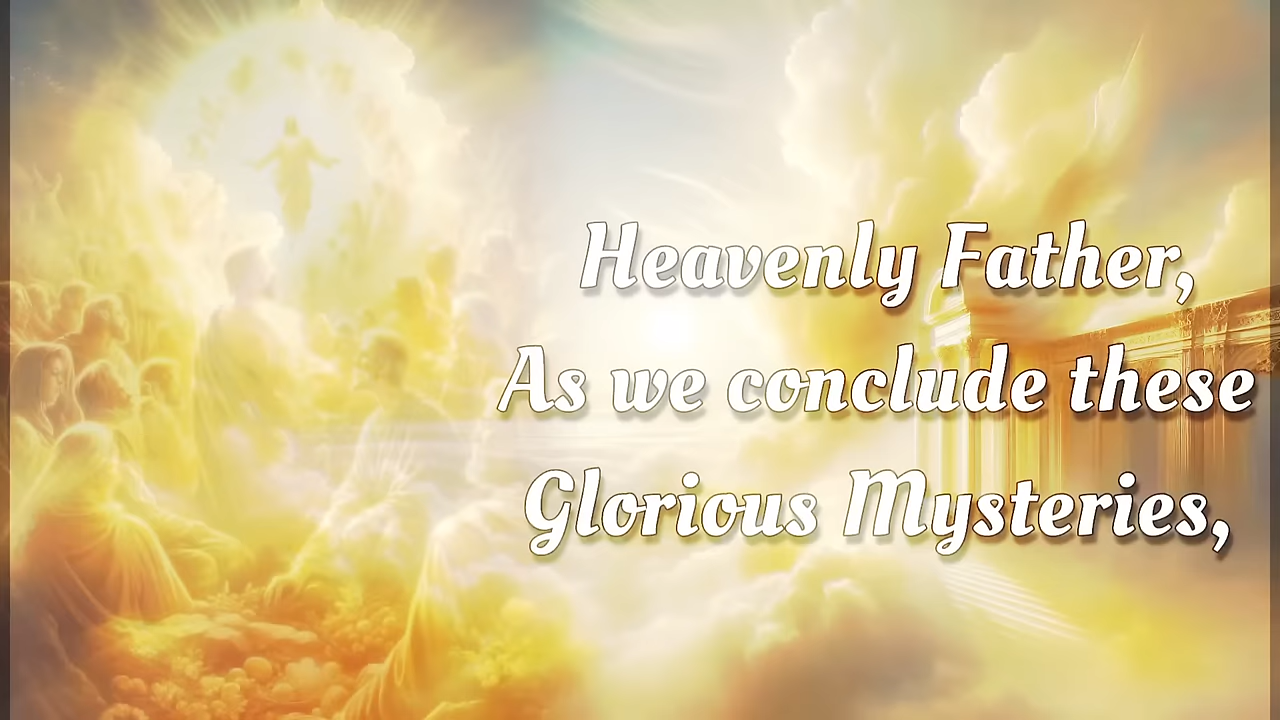 Heavenly Father,
As we conclude these
Glorious Mysteries,